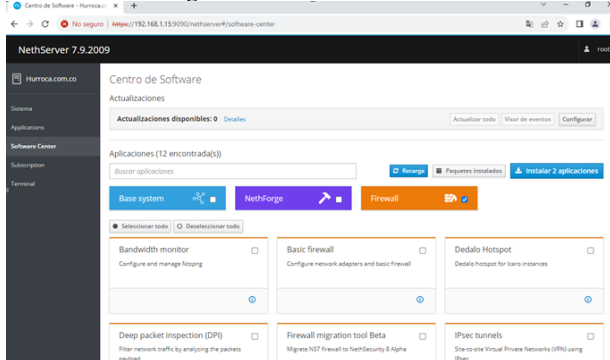 Centro de Software - Hurroca.co
No seguro
https://192.168.1.15:9090/nethserver#/software-center
NethServer 7.9.2009
root
Hurroca.com.co
Sistema
Applications
Software Center
Subscription
Terminal
Centro de Software
Actualizaciones
Actualizaciones disponibles: 0 Detalles
Actualizar todo Visor de eventos Configurar
Aplicaciones (12 encontrada(s))
Buscar aplicaciones
Recarga Paquetes instalados Instalar 2 aplicaciones
Base system NethForge Firewall
Seleccionar todo Deseleccionar todo
Bandwidth monitor
Configure and manage Ntopng
Basic firewall
Configure network adapters and basic firewall
Dedalo Hotspot
Dedalo hotspot for Icaro instances
Deep packet inspection (DPI)
Filter network traffic by analyzing the packets
payload
Firewall migration tool Beta
Migrate NS7 firewall to NethSecurity 8 Alpha
IPsec tunnels
Site-to-site Virtual Private Networks (VPN) using
IPsec